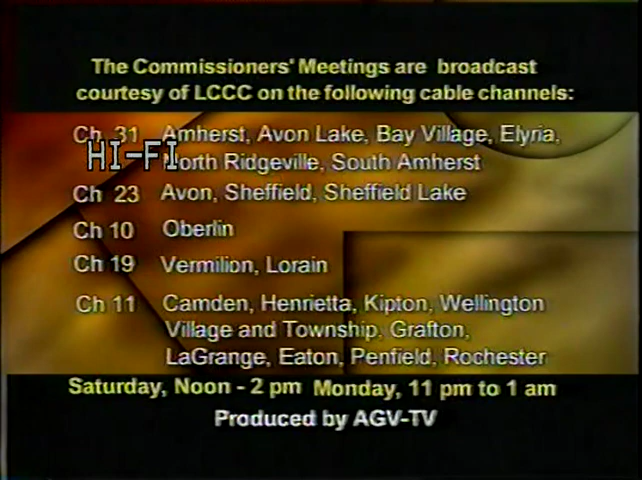 The Commissioners' Meetings are broadcast
courtesy of LCCC on the following cable channels:
Ch 31 Amherst, Avon Lake, Bay Village, Elyria,
HI-FI
North Ridgeville, South Amherst
Ch 23 Avon, Sheffield, Sheffield Lake
Ch 10 Oberlin
Ch 19 Vermilion, Lorain
Ch 11 Camden, Henrietta, Kipton, Wellington
Village and Township, Grafton,
LaGrange, Eaton, Penfield, Rochester
Saturday, Noon - 2 pm Monday, 11 pm to 1 am
Produced by AGV-TV